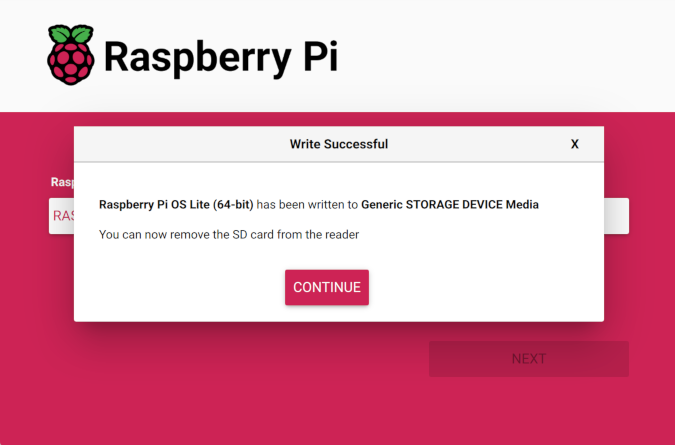 Raspberry Pi
Write Successful X
Rasp
Raspberry Pi OS Lite (64-bit) has been written to Generic STORAGE DEVICE Media
RAS
You can now remove the SD card from the reader
CONTINUE
NEXT